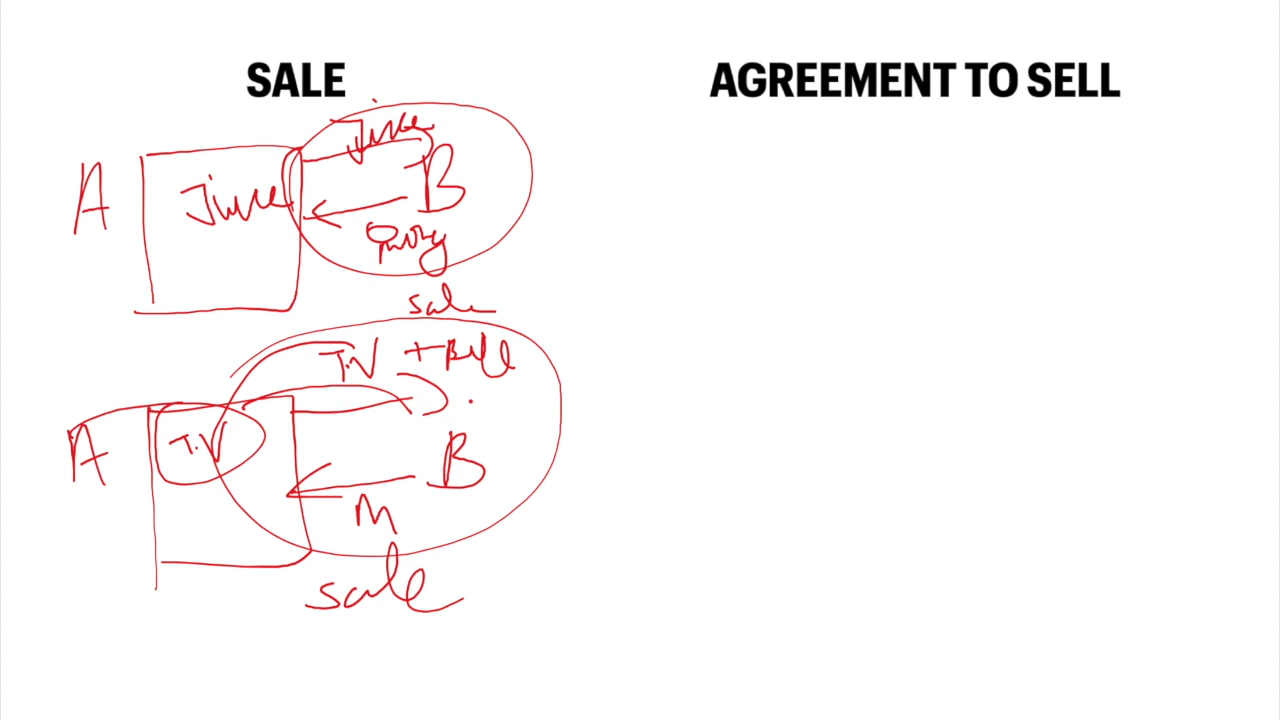 SALE
AGREEMENT TO SELL
Juice
A
Juice
B
money
sale
T.V + Bill
A
T.V
B
M
sale